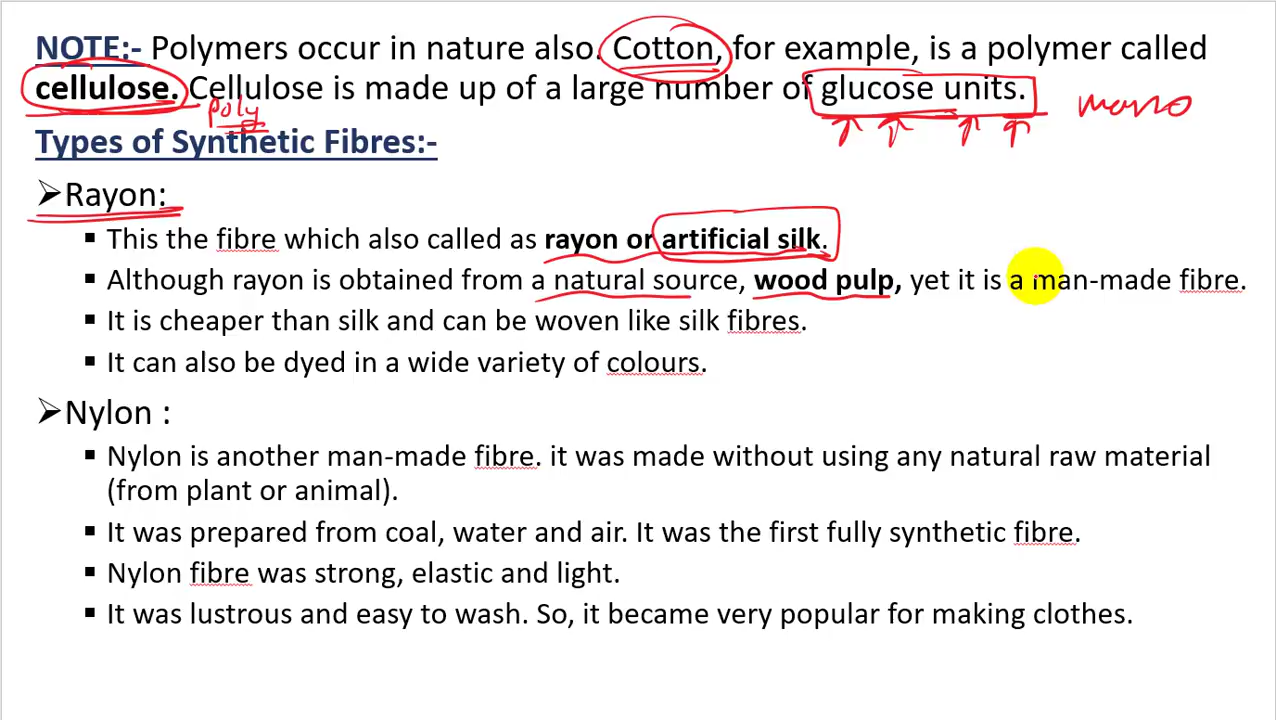 NOTE:- Polymers occur in nature also. Cotton, for example, is a polymer called
cellulose. Cellulose is made up of a large number of glucose units.
poly
mono
Types of Synthetic Fibres:-
➢Rayon:
▪ This the fibre which also called as rayon or artificial silk.
▪ Although rayon is obtained from a natural source, wood pulp, yet it is a man-made fibre.
▪ It is cheaper than silk and can be woven like silk fibres.
▪ It can also be dyed in a wide variety of colours.
➢Nylon :
▪ Nylon is another man-made fibre. it was made without using any natural raw material
(from plant or animal).
▪ It was prepared from coal, water and air. It was the first fully synthetic fibre.
▪ Nylon fibre was strong, elastic and light.
▪ It was lustrous and easy to wash. So, it became very popular for making clothes.